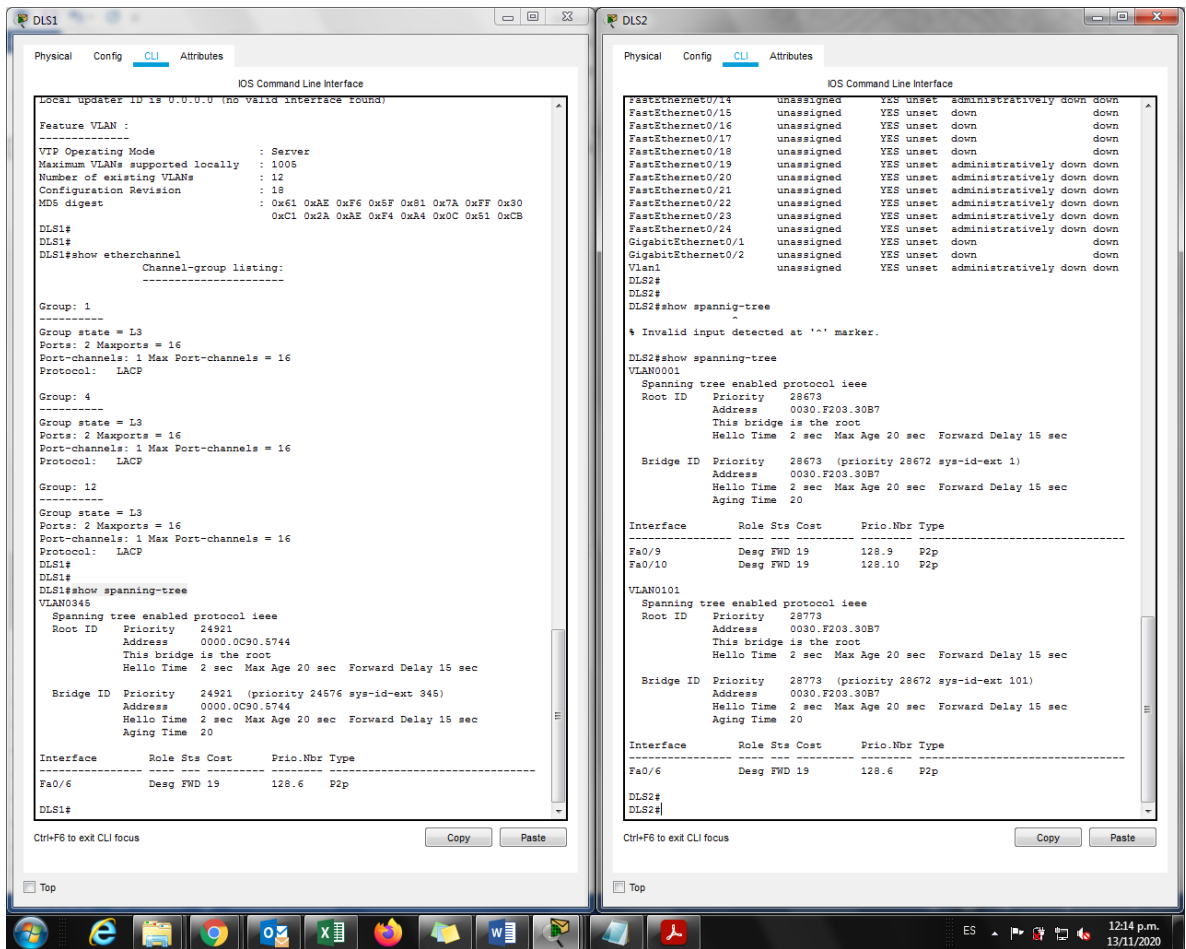 DLS1
Physical Config CLI Attributes
IOS Command Line Interface
Local updater ID is 0.0.0.0 (no valid interface found)
Feature VLAN :
--------------
VTP Operating Mode : Server
Maximum VLANs supported locally : 1005
Number of existing VLANs : 12
Configuration Revision : 18
MD5 digest : 0x61 0xAE 0xF6 0x5F 0x81 0x7A 0xFF 0x30
0xC1 0x2A 0xAE 0xF4 0xA4 0x0C 0x51 0xCB
DLS1#
DLS1#
DLS1#show etherchannel
Channel-group listing:
----------------------
Group: 1
----------
Group state = L3
Ports: 2 Maxports = 16
Port-channels: 1 Max Port-channels = 16
Protocol: LACP
Group: 4
----------
Group state = L3
Ports: 2 Maxports = 16
Port-channels: 1 Max Port-channels = 16
Protocol: LACP
Group: 12
----------
Group state = L3
Ports: 2 Maxports = 16
Port-channels: 1 Max Port-channels = 16
Protocol: LACP
DLS1#
DLS1#
DLS1#show spanning-tree
VLAN0345
Spanning tree enabled protocol ieee
Root ID Priority 24921
Address 0000.0C90.5744
This bridge is the root
Hello Time 2 sec Max Age 20 sec Forward Delay 15 sec
Bridge ID Priority 24921 (priority 24576 sys-id-ext 345)
Address 0000.0C90.5744
Hello Time 2 sec Max Age 20 sec Forward Delay 15 sec
Aging Time 20
Interface Role Sts Cost Prio.Nbr Type
---------------- ---- --- --------- -------- --------------------------------
Fa0/6 Desg FWD 19 128.6 P2p
DLS1#
Ctrl+F6 to exit CLI focus
Copy Paste
Top
DLS2
Physical Config CLI Attributes
IOS Command Line Interface
FastEthernet0/14 unassigned YES unset administratively down down
FastEthernet0/15 unassigned YES unset down down
FastEthernet0/16 unassigned YES unset down down
FastEthernet0/17 unassigned YES unset down down
FastEthernet0/18 unassigned YES unset down down
FastEthernet0/19 unassigned YES unset administratively down down
FastEthernet0/20 unassigned YES unset administratively down down
FastEthernet0/21 unassigned YES unset administratively down down
FastEthernet0/22 unassigned YES unset administratively down down
FastEthernet0/23 unassigned YES unset administratively down down
FastEthernet0/24 unassigned YES unset administratively down down
GigabitEthernet0/1 unassigned YES unset down down
GigabitEthernet0/2 unassigned YES unset down down
Vlan1 unassigned YES unset administratively down down
DLS2#
DLS2#
DLS2#show spannig-tree
^
% Invalid input detected at '^' marker.
DLS2#show spanning-tree
VLAN0001
Spanning tree enabled protocol ieee
Root ID Priority 28673
Address 0030.F203.30B7
This bridge is the root
Hello Time 2 sec Max Age 20 sec Forward Delay 15 sec
Bridge ID Priority 28673 (priority 28672 sys-id-ext 1)
Address 0030.F203.30B7
Hello Time 2 sec Max Age 20 sec Forward Delay 15 sec
Aging Time 20
Interface Role Sts Cost Prio.Nbr Type
---------------- ---- --- --------- -------- --------------------------------
Fa0/9 Desg FWD 19 128.9 P2p
Fa0/10 Desg FWD 19 128.10 P2p
VLAN0101
Spanning tree enabled protocol ieee
Root ID Priority 28773
Address 0030.F203.30B7
This bridge is the root
Hello Time 2 sec Max Age 20 sec Forward Delay 15 sec
Bridge ID Priority 28773 (priority 28672 sys-id-ext 101)
Address 0030.F203.30B7
Hello Time 2 sec Max Age 20 sec Forward Delay 15 sec
Aging Time 20
Interface Role Sts Cost Prio.Nbr Type
---------------- ---- --- --------- -------- --------------------------------
Fa0/6 Desg FWD 19 128.6 P2p
DLS2#
DLS2#
Ctrl+F6 to exit CLI focus
Copy Paste
Top
ES
12:14 p.m.
13/11/2020